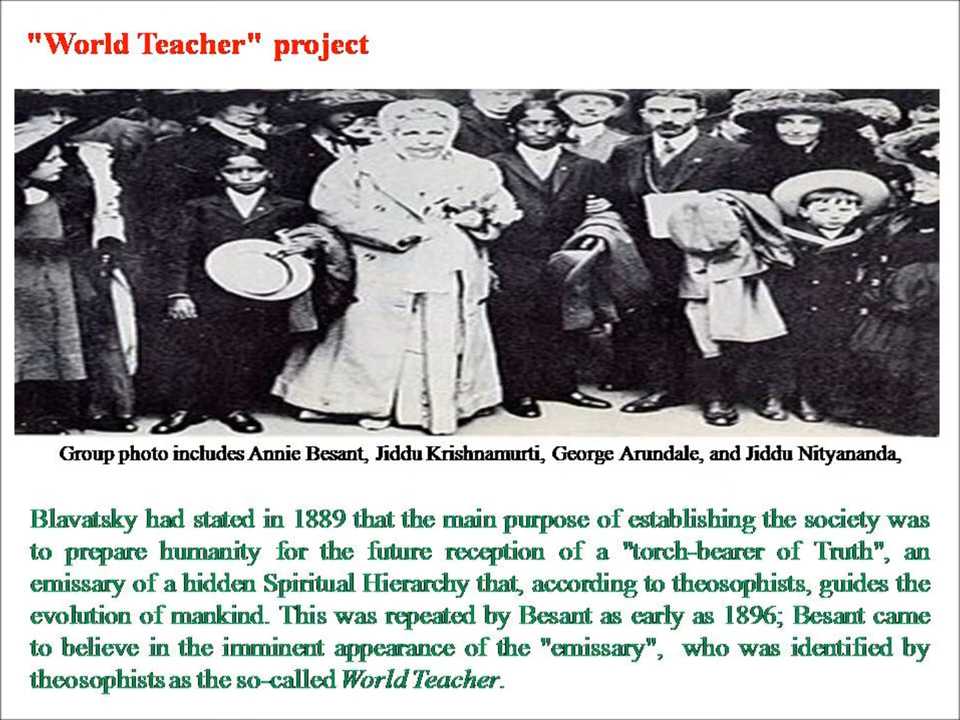 "World Teacher" project
Group photo includes Annie Besant, Jiddu Krishnamurti, George Arundale, and Jiddu Nityananda,
Blavatsky had stated in 1889 that the main purpose of establishing the society was
to prepare humanity for the future reception of a "torch-bearer of Truth", an
emissary of a hidden Spiritual Hierarchy that, according to theosophists, guides the
evolution of mankind. This was repeated by Besant as early as 1896; Besant came
to believe in the imminent appearance of the "emissary", who was identified by
theosophists as the so-called World Teacher.